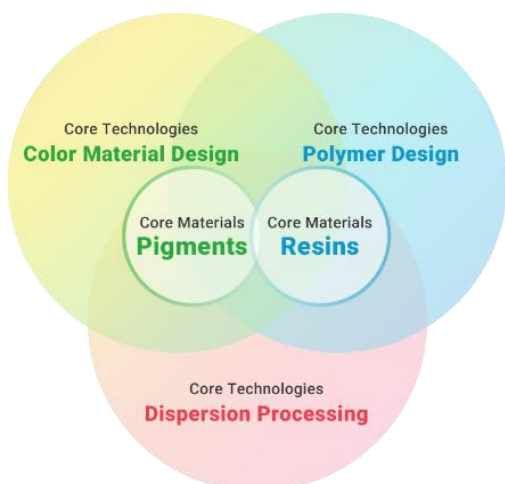 Core Technologies
Color Material Design
Core Technologies
Polymer Design
Core Materials
Pigments
Core Materials
Resins
Core Technologies
Dispersion Processing